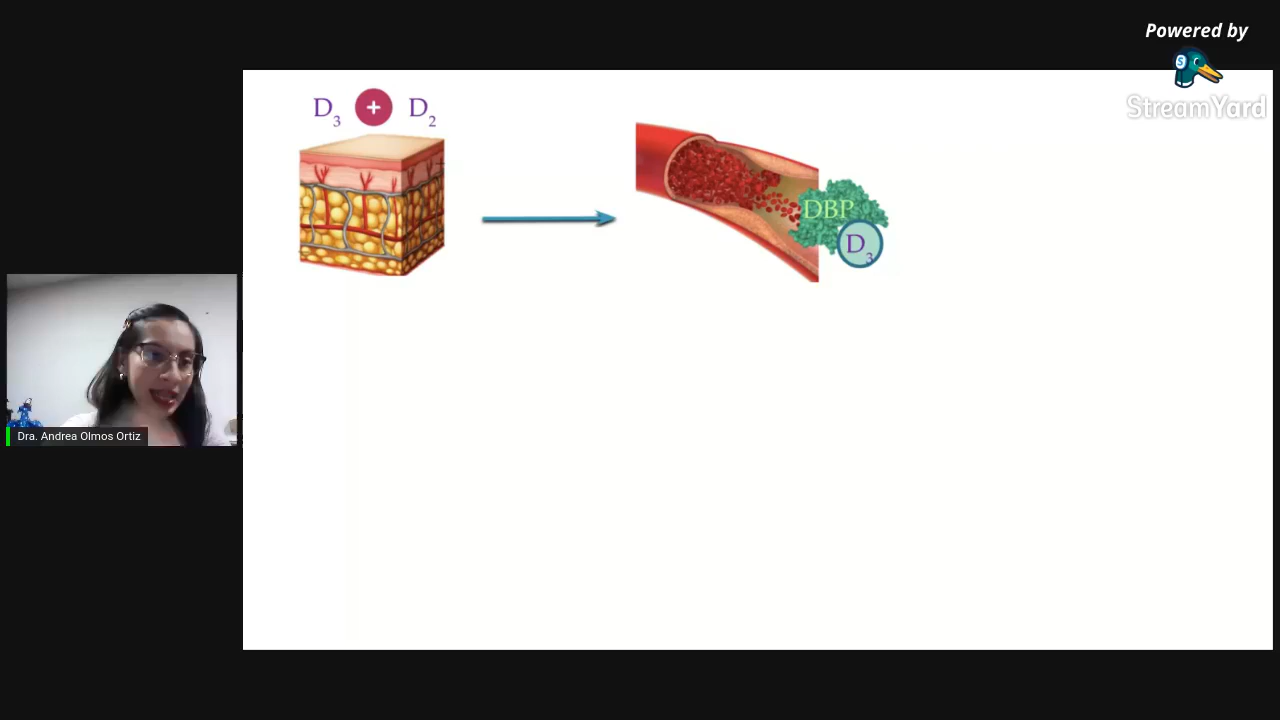 Powered by
StreamYard
D3 + D2
DBP
D3
Dra. Andrea Olmos Ortiz